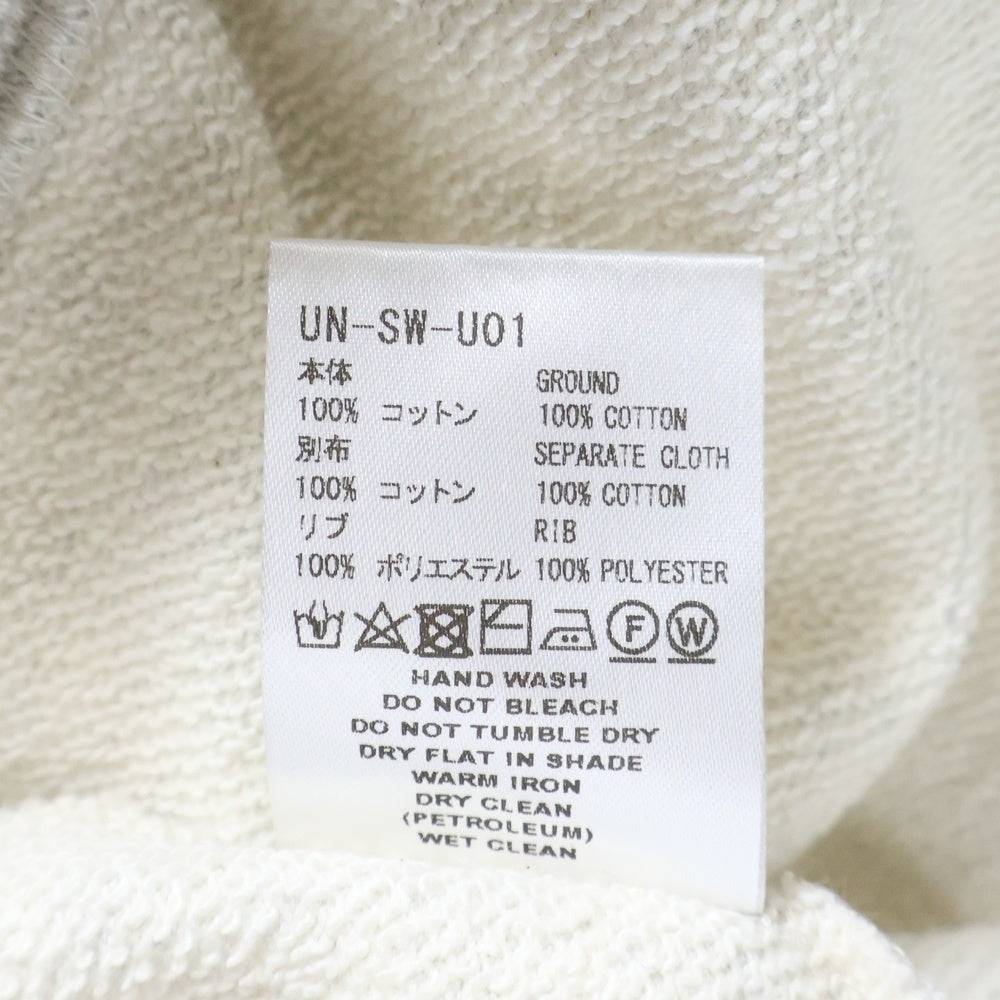 UN-SW-U01
本体 GROUND
100% コットン 100% COTTON
別布 SEPARATE CLOTH
100% コットン 100% COTTON
リブ RIB
100% ポリエステル 100% POLYESTER
F W
HAND WASH
DO NOT BLEACH
DO NOT TUMBLE DRY
DRY FLAT IN SHADE
WARM IRON
DRY CLEAN
(PETROLEUM)
WET CLEAN